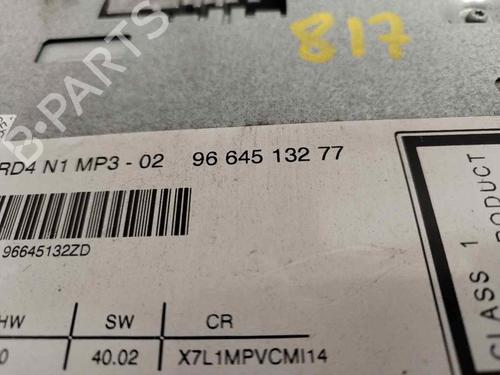 817
B-PARTS
RD4 N1 MP3 - 02 96 645 132 77
96645132ZD
HW SW CR
0 40.02 X7L1MPVCMI14
CLASS 1
PRODUCT